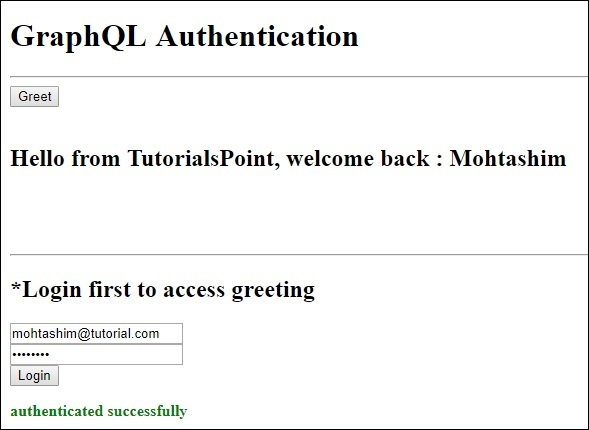 GraphQL Authentication
Greet
Hello from TutorialsPoint, welcome back : Mohtashim
*Login first to access greeting
mohtashim@tutorial.com
••••••••
Login
authenticated successfully